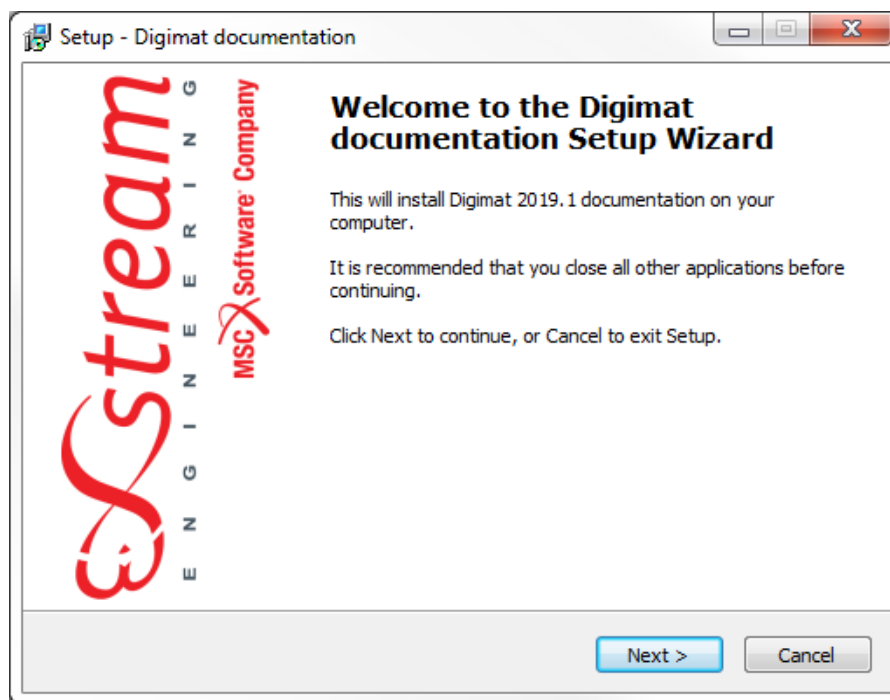 Setup - Digimat documentation
e-Xstream
ENGINEERING
MSC Software Company
Welcome to the Digimat
documentation Setup Wizard
This will install Digimat 2019.1 documentation on your
computer.
It is recommended that you close all other applications before
continuing.
Click Next to continue, or Cancel to exit Setup.
Next >
Cancel